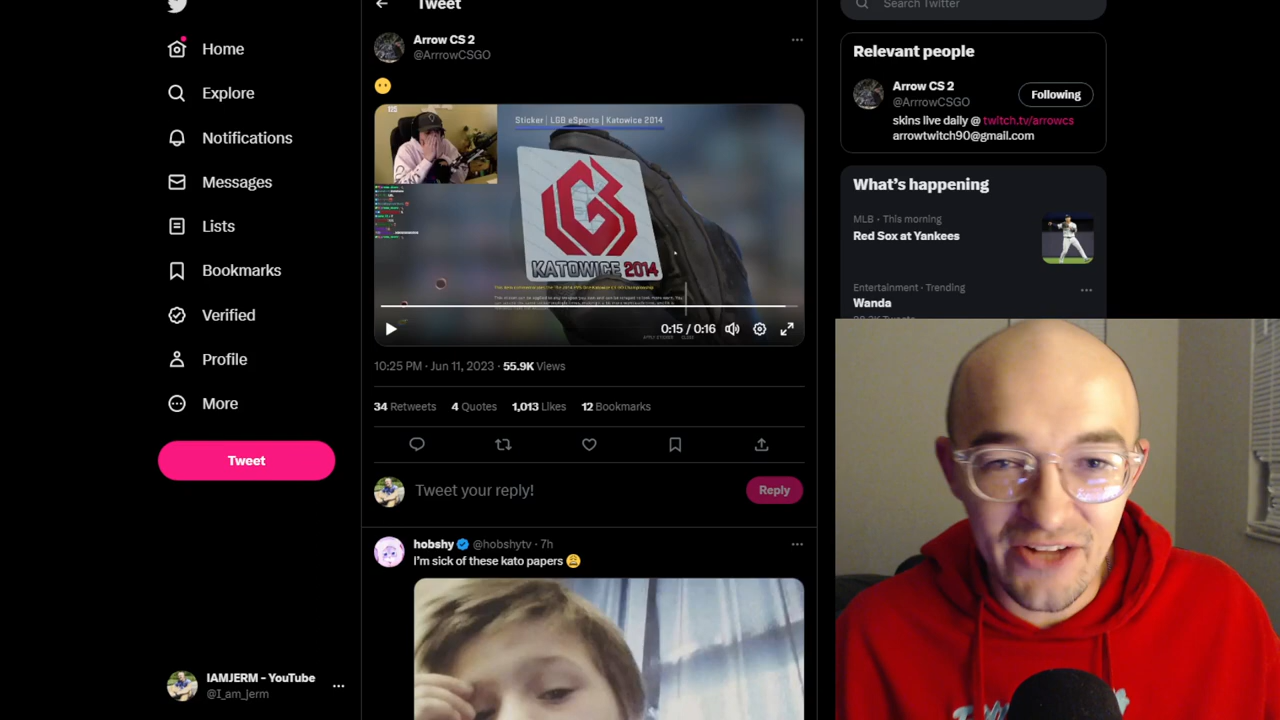 Tweet
Search Twitter
Home
Explore
Notifications
Messages
Lists
Bookmarks
Verified
Profile
More
Tweet
IAMJERM - YouTube
@I_am_Jerm
Arrow CS 2
@ArrrowCSGO
Sticker | LGB eSports | Katowice 2014
KATOWICE 2014
0:15 / 0:16
10:25 PM · Jun 11, 2023 · 55.9K Views
34 Retweets 4 Quotes 1,013 Likes 12 Bookmarks
Tweet your reply!
Reply
hobshy @hobshytv · 7h
I'm sick of these kato papers
Relevant people
Arrow CS 2
@ArrrowCSGO
Following
skins live daily @ twitch.tv/arrowcs
arrowtwitch90@gmail.com
What's happening
MLB · This morning
Red Sox at Yankees
Entertainment · Trending
Wanda